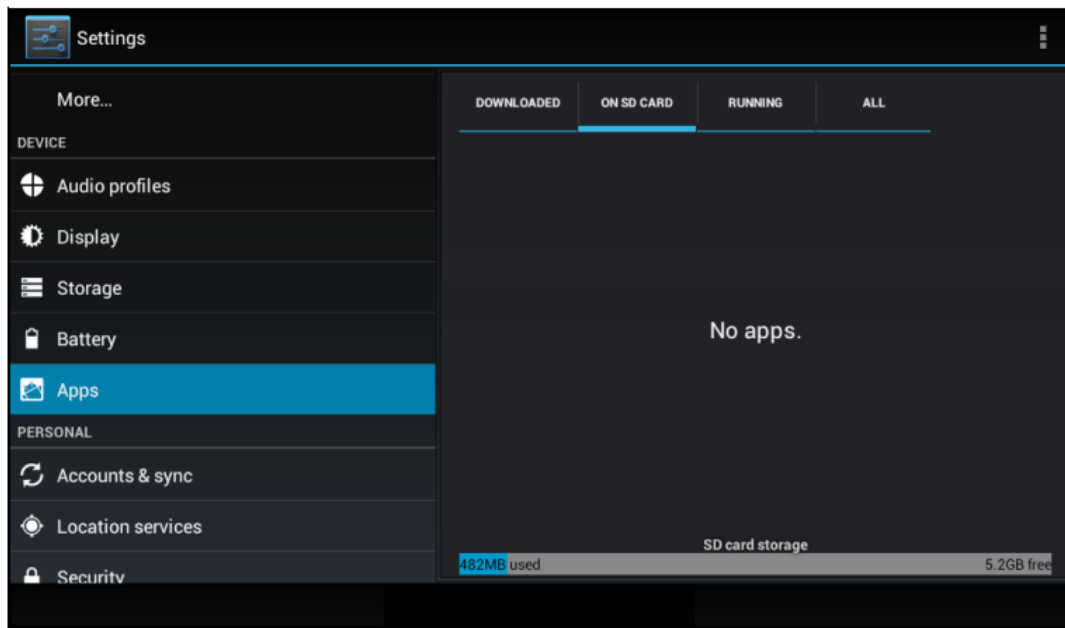 Settings
More...
DEVICE
Audio profiles
Display
Storage
Battery
Apps
PERSONAL
Accounts & sync
Location services
Security
DOWNLOADED ON SD CARD RUNNING ALL
No apps.
SD card storage
482MB used 5.2GB free